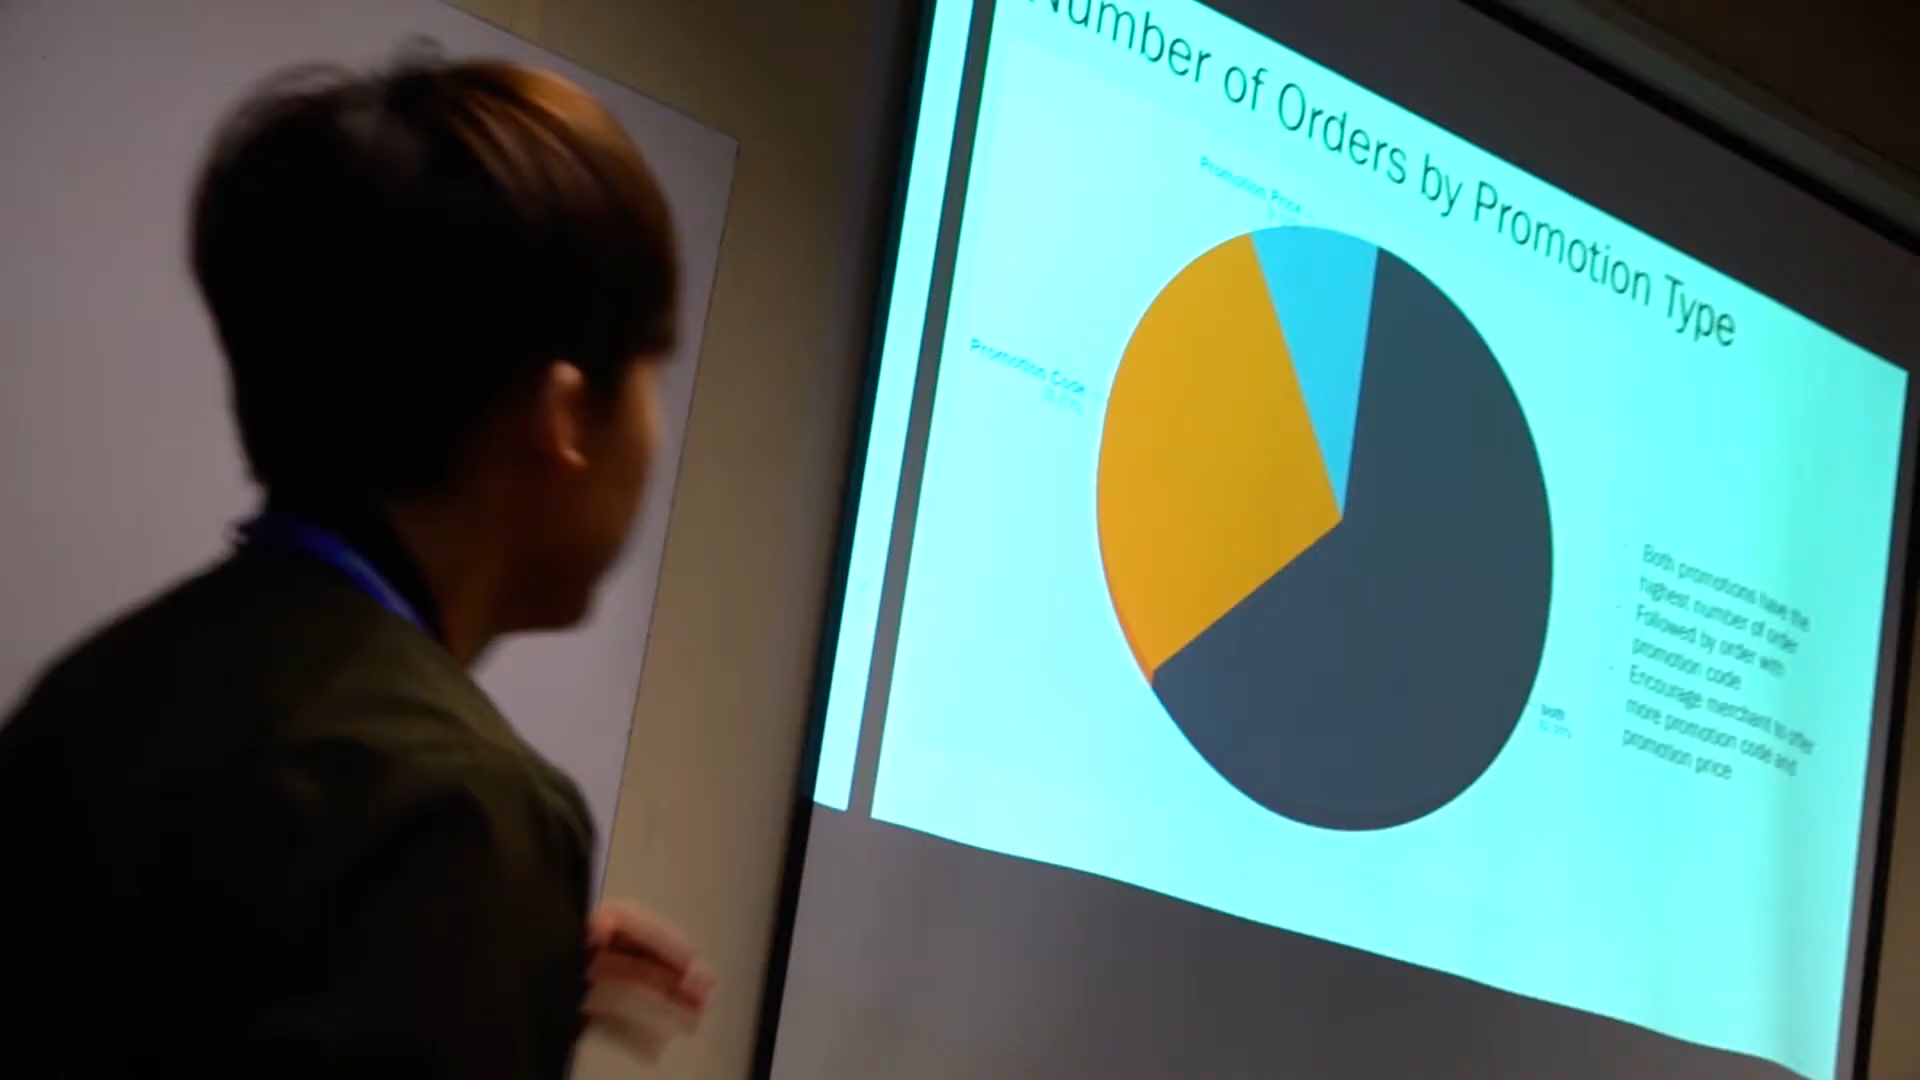 Number of Orders by Promotion Type
Promotion Price
Promotion Code
Both
- Both promotions have the
highest number of order
- Followed by order with
promotion code
- Encourage merchant to offer
more promotion code and
promotion price